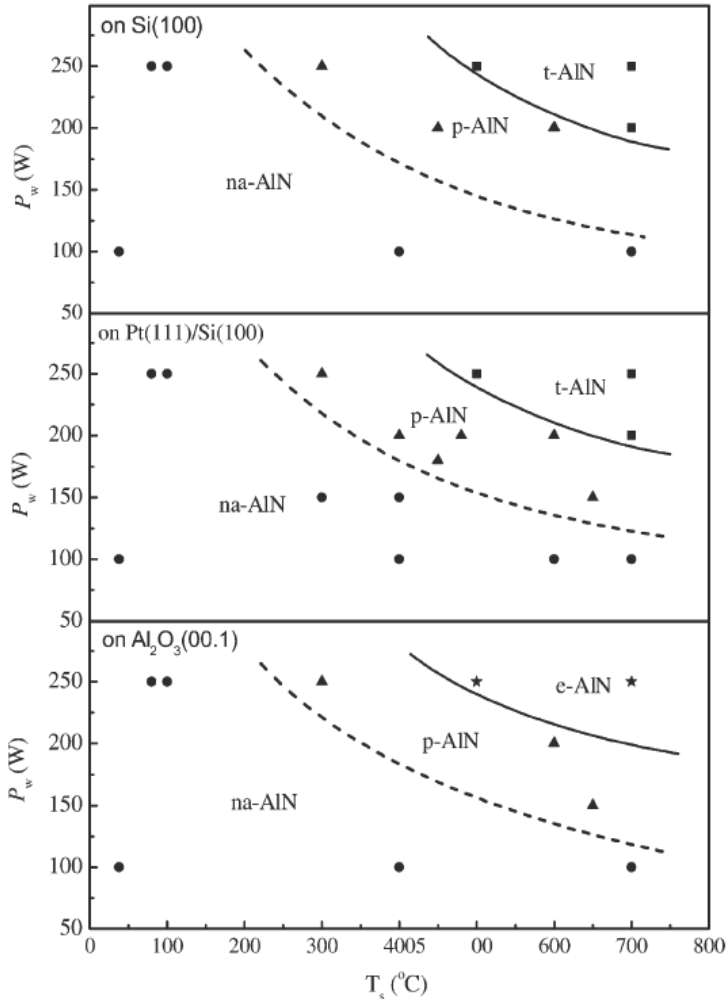 on Si(100)
250
t-AlN
200
p-AlN
na-AlN
150
100
50
P_w (W)
on Pt(111)/Si(100)
250
t-AlN
p-AlN
200
150
na-AlN
100
50
P_w (W)
on Al₂O₃(00.1)
250
e-AlN
p-AlN
200
na-AlN
150
100
50
P_w (W)
0 100 200 300 4005 00 600 700 800
T_s (°C)